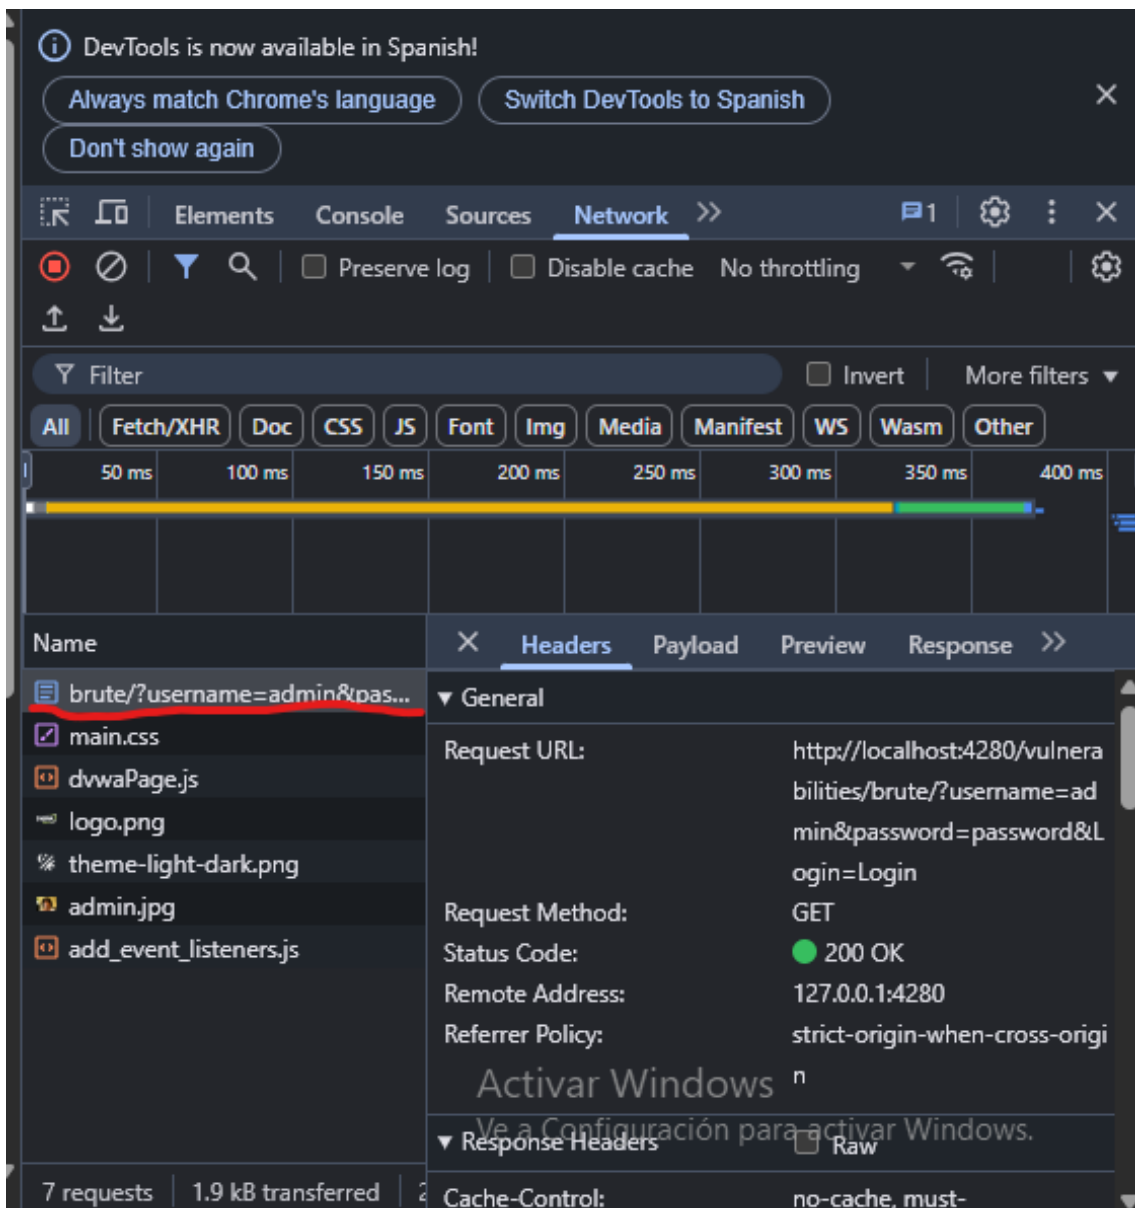 DevTools is now available in Spanish!
Always match Chrome's language Switch DevTools to Spanish
Don't show again
Elements Console Sources Network 1
Preserve log Disable cache No throttling
Filter Invert More filters
All Fetch/XHR Doc CSS JS Font Img Media Manifest WS Wasm Other
50 ms 100 ms 150 ms 200 ms 250 ms 300 ms 350 ms 400 ms
Name
Headers Payload Preview Response
brute/?username=admin&pas...
main.css
dvwaPage.js
logo.png
theme-light-dark.png
admin.jpg
add_event_listeners.js
General
Request URL: http://localhost:4280/vulnera
bilities/brute/?username=ad
min&password=password&L
ogin=Login
Request Method: GET
Status Code: 200 OK
Remote Address: 127.0.0.1:4280
Referrer Policy: strict-origin-when-cross-origi
n
Activar Windows
Ve a Configuración para activar Windows.
Response Headers Raw
7 requests 1.9 kB transferred
Cache-Control: no-cache, must-